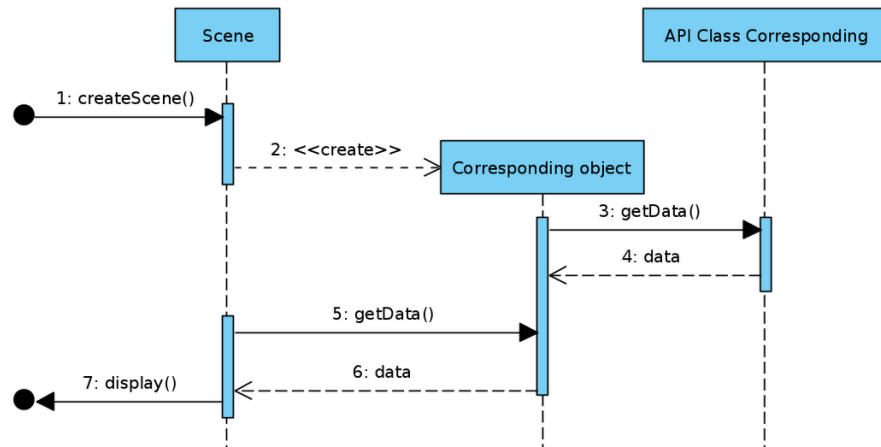 Scene
API Class Corresponding
1: createScene()
2: <<create>>
Corresponding object
3: getData()
4: data
5: getData()
6: data
7: display()